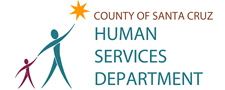 COUNTY OF SANTA CRUZ
HUMAN
SERVICES
DEPARTMENT